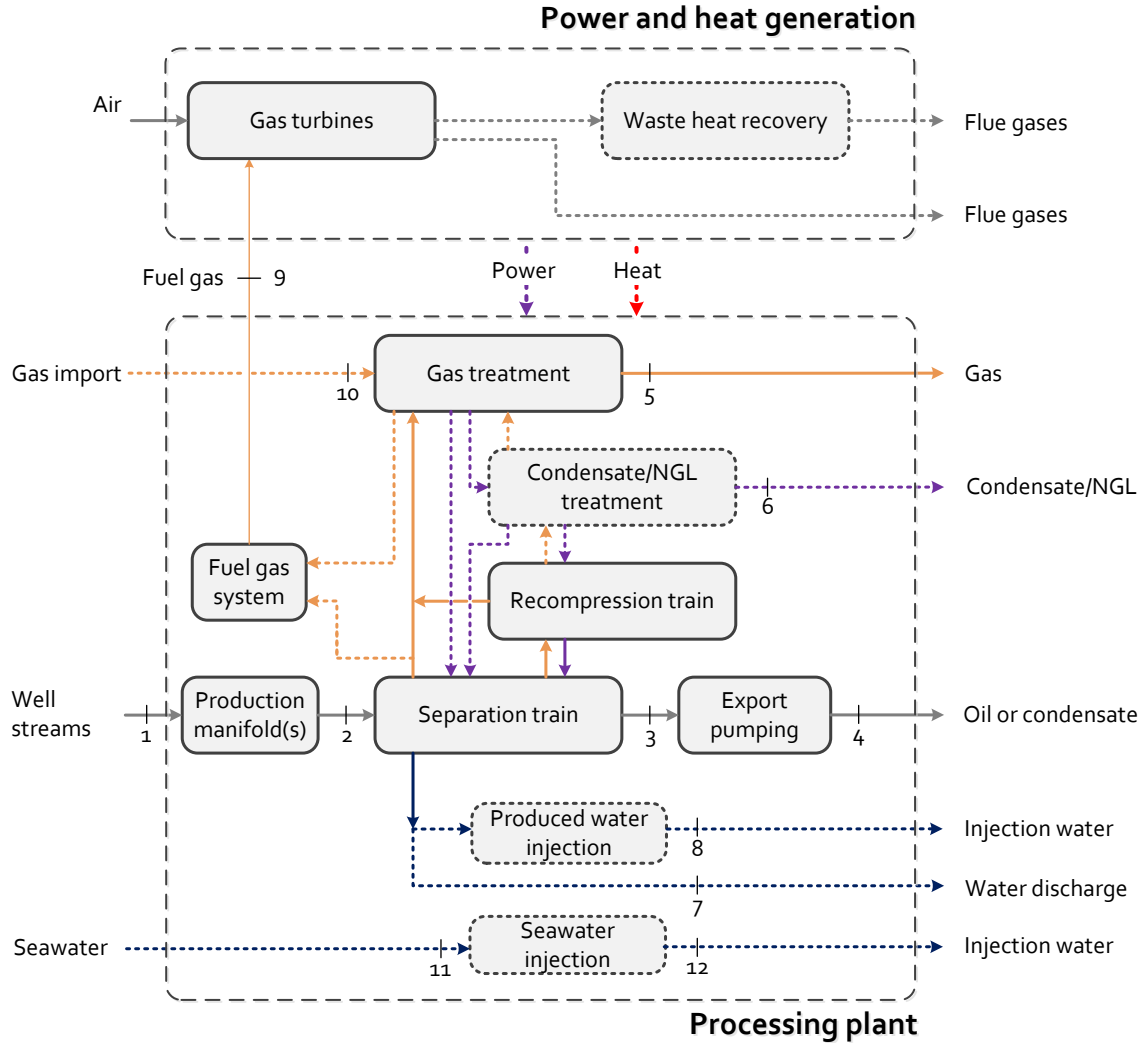 Power and heat generation
Air
Gas turbines
Waste heat recovery
Flue gases
Flue gases
Power
Heat
Fuel gas
9
Gas import
10
Gas treatment
5
Gas
Condensate/NGL
treatment
6
Condensate/NGL
Fuel gas
system
Recompression train
Well
streams
1
Production
manifold(s)
2
Separation train
3
Export
pumping
4
Oil or condensate
Produced water
injection
8
Injection water
7
Water discharge
Seawater
11
Seawater
injection
12
Injection water
Processing plant